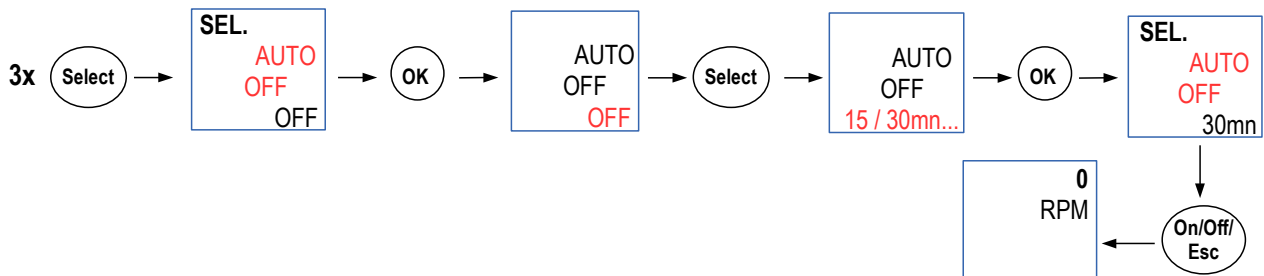 3x
Select
SEL.
AUTO
OFF
OFF
OK
AUTO
OFF
OFF
Select
AUTO
OFF
15 / 30mn...
OK
SEL.
AUTO
OFF
30mn
On/Off/
Esc
0
RPM